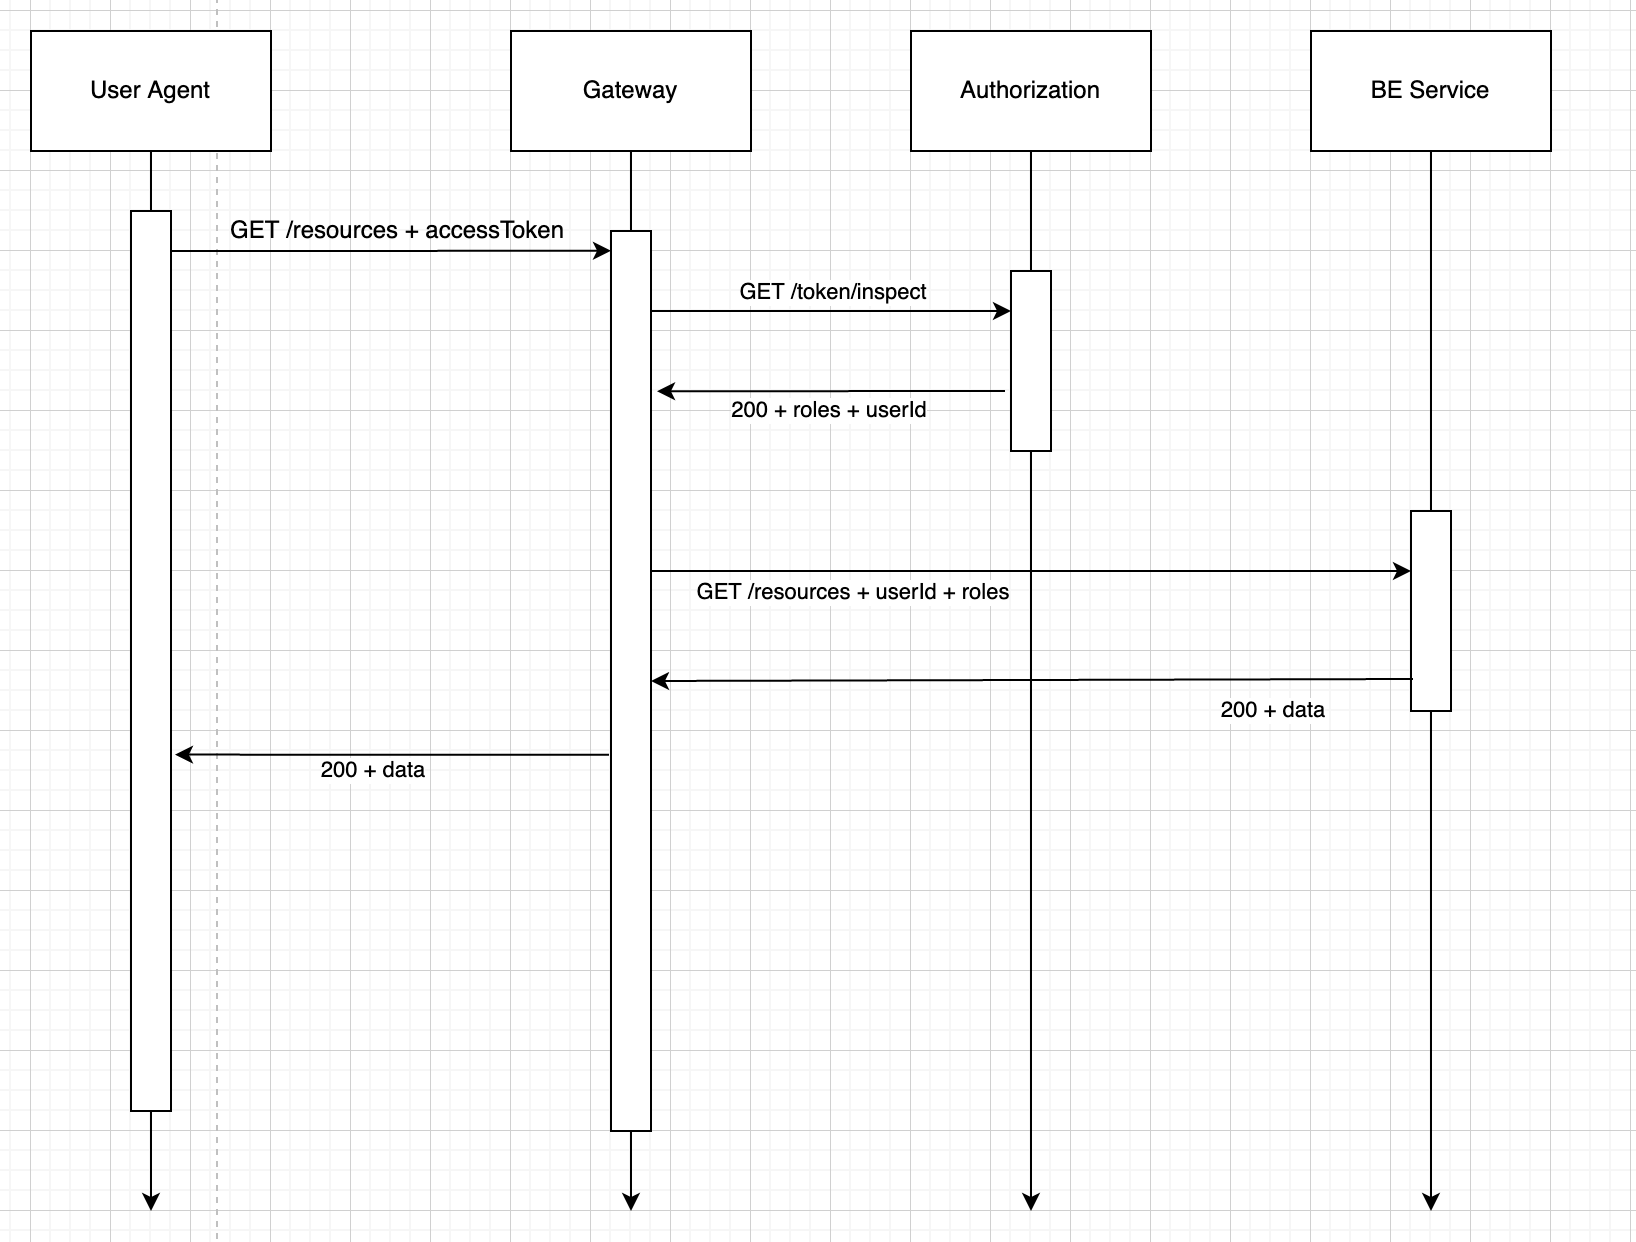 User Agent
Gateway
Authorization
BE Service
GET /resources + accessToken
GET /token/inspect
200 + roles + userId
GET /resources + userId + roles
200 + data
200 + data